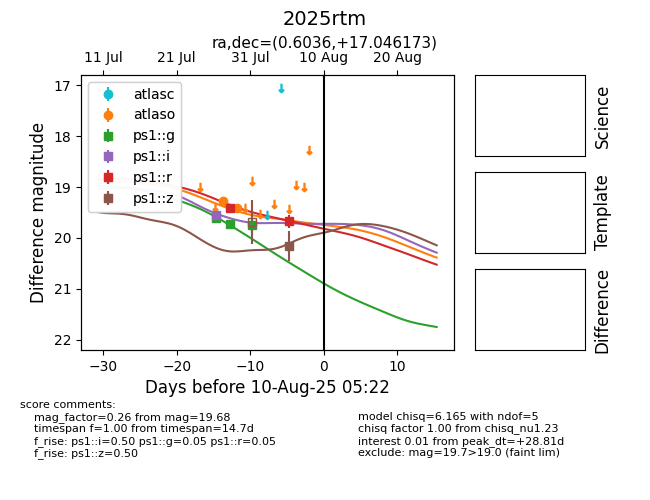 2025rtm
ra,dec=(0.6036,+17.046173)
11 Jul 21 Jul 31 Jul 10 Aug 20 Aug
17
18
19
20
21
22
Difference magnitude
atlasc
atlaso
ps1::g
ps1::i
ps1::r
ps1::z
−30 −20 −10 0 10
Days before 10-Aug-25 05:22
Science
Template
Difference
score comments:
mag_factor=0.26 from mag=19.68
timespan f=1.00 from timespan=14.7d
f_rise: ps1::i=0.50 ps1::g=0.05 ps1::r=0.05
f_rise: ps1::z=0.50
model chisq=6.165 with ndof=5
chisq factor 1.00 from chisq_nu1.23
interest 0.01 from peak_dt=+28.81d
exclude: mag=19.7>19.0 (faint lim)